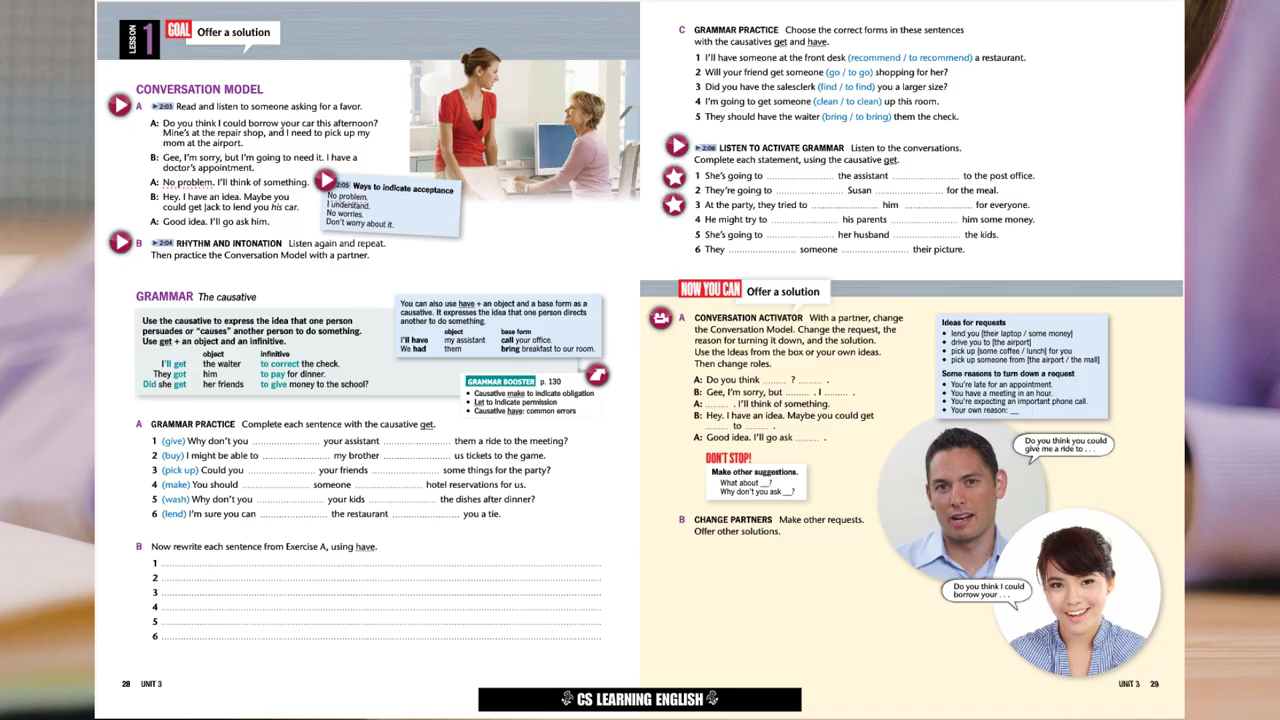 LESSON 1
GOAL Offer a solution
CONVERSATION MODEL
A 2:03 Read and listen to someone asking for a favor.
A: Do you think I could borrow your car this afternoon?
Mine's at the repair shop, and I need to pick up my
mom at the airport.
B: Gee, I'm sorry, but I'm going to need it. I have a
doctor's appointment.
A: No problem. I'll think of something.
B: Hey. I have an idea. Maybe you
could get Jack to lend you his car.
A: Good idea. I'll go ask him.
2:05 Ways to indicate acceptance
No problem.
I understand.
No worries.
Don't worry about it.
B 2:04 RHYTHM AND INTONATION Listen again and repeat.
Then practice the Conversation Model with a partner.
GRAMMAR The causative
Use the causative to express the idea that one person
persuades or "causes" another person to do something.
Use get + an object and an infinitive.
object infinitive
I'll get the waiter to correct the check.
They got him to pay for dinner.
Did she get her friends to give money to the school?
You can also use have + an object and a base form as a
causative. It expresses the idea that one person directs
another to do something.
object base form
I'll have my assistant call your office.
We had them bring breakfast to our room.
GRAMMAR BOOSTER p. 130
• Causative make to indicate obligation
• Let to indicate permission
• Causative have: common errors
A GRAMMAR PRACTICE Complete each sentence with the causative get.
1 (give) Why don't you .................... your assistant .................... them a ride to the meeting?
2 (buy) I might be able to .................... my brother .................... us tickets to the game.
3 (pick up) Could you .................... your friends .................... some things for the party?
4 (make) You should .................... someone .................... hotel reservations for us.
5 (wash) Why don't you .................... your kids .................... the dishes after dinner?
6 (lend) I'm sure you can .................... the restaurant .................... you a tie.
B Now rewrite each sentence from Exercise A, using have.
1
2
3
4
5
6
28 UNIT 3
C GRAMMAR PRACTICE Choose the correct forms in these sentences
with the causatives get and have.
1 I'll have someone at the front desk (recommend / to recommend) a restaurant.
2 Will your friend get someone (go / to go) shopping for her?
3 Did you have the salesclerk (find / to find) you a larger size?
4 I'm going to get someone (clean / to clean) up this room.
5 They should have the waiter (bring / to bring) them the check.
2:06 LISTEN TO ACTIVATE GRAMMAR Listen to the conversations.
Complete each statement, using the causative get.
1 She's going to .................... the assistant .................... to the post office.
2 They're going to .................... Susan .................... for the meal.
3 At the party, they tried to .................... him .................... for everyone.
4 He might try to .................... his parents .................... him some money.
5 She's going to .................... her husband .................... the kids.
6 They .................... someone .................... their picture.
NOW YOU CAN Offer a solution
A CONVERSATION ACTIVATOR With a partner, change
the Conversation Model. Change the request, the
reason for turning it down, and the solution.
Use the Ideas from the box or your own ideas.
Then change roles.
A: Do you think ........ ? ........ .
B: Gee, I'm sorry, but ........ . I ........ .
A: ........ . I'll think of something.
B: Hey. I have an idea. Maybe you could get
........ to ........ .
A: Good idea. I'll go ask ........ .
DON'T STOP!
Make other suggestions.
What about __?
Why don't you ask __?
B CHANGE PARTNERS Make other requests.
Offer other solutions.
Ideas for requests
• lend you [their laptop / some money]
• drive you to [the airport]
• pick up [some coffee / lunch] for you
• pick up someone from [the airport / the mall]
Some reasons to turn down a request
• You're late for an appointment.
• You have a meeting in an hour.
• You're expecting an important phone call.
• Your own reason: __
Do you think you could
give me a ride to . . .
Do you think I could
borrow your . . .
UNIT 3 29
CS LEARNING ENGLISH